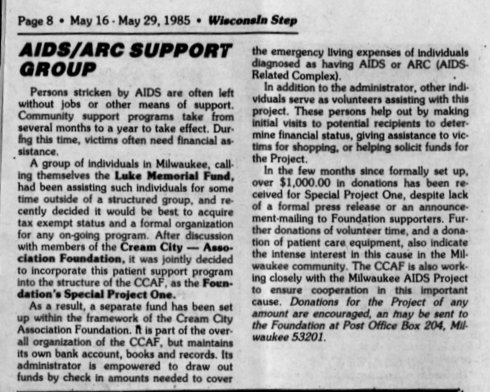 Page 8 • May 16 - May 29, 1985 • Wisconsin Step
AIDS/ARC SUPPORT
GROUP
Persons stricken by AIDS are often left
without jobs or other means of support.
Community support programs take from
several months to a year to take effect. Dur-
fng this time, victims often need financial as-
sistance.
A group of individuals in Milwaukee, call-
ing themselves the Luke Memorial Fund,
had been assisting such individuals for some
time outside of a structured group, and re-
cently decided it would be best to acquire
tax exempt status and a formal organization
for any on-going program. After discussion
with members of the Cream City — Asso-
ciation Foundation, it was jointly decided
to incorporate this patient support program
into the structure of the CCAF, as the Foun-
dation's Special Project One.
As a result, a separate fund has been set
up within the framework of the Cream City
Association Foundation. It is part of the over-
all organization of the CCAF, but maintains
its own bank account, books and records. Its
administrator is empowered to draw out
funds by check in amounts needed to cover
the emergency living expenses of individuals
diagnosed as having AIDS or ARC (AIDS-
Related Complex).
In addition to the administrator, other indi-
viduals serve as volunteers assisting with this
project. These persons help out by making
initial visits to potential recipients to deter-
mine financial status, giving assistance to vic-
tims for shopping, or helping solicit funds for
the Project.
In the few months since formally set up,
over $1,000.00 in donations has been re-
ceived for Special Project One, despite lack
of a formal press release or an announce-
ment-mailing to Foundation supporters. Fur-
ther donations of volunteer time, and a dona-
tion of patient care equipment, also indicate
the intense interest in this cause in the Mil-
waukee community. The CCAF is also work-
ing closely with the Milwaukee AIDS Project
to ensure cooperation in this important
cause. Donations for the Project of any
amount are encouraged, an may be sent to
the Foundation at Post Office Box 204, Mil-
waukee 53201.